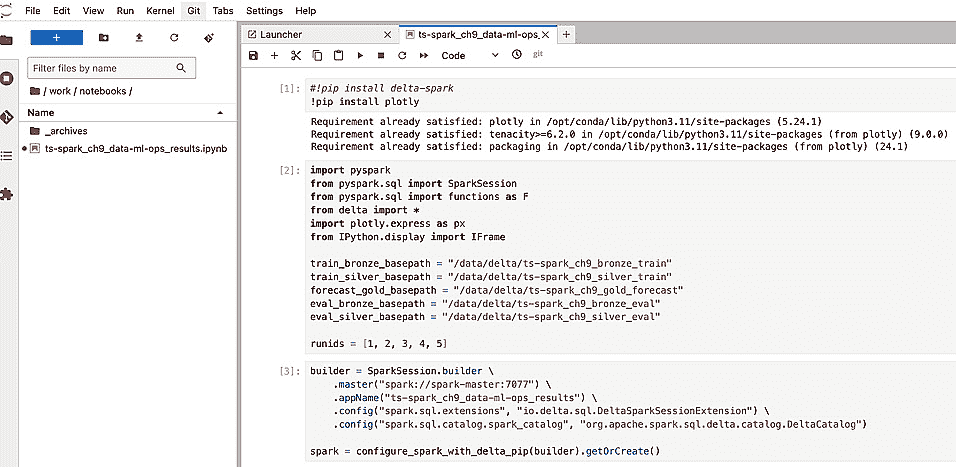 File Edit View Run Kernel Git Tabs Settings Help
+
Filter files by name
/ work / notebooks /
Name
_archives
ts-spark_ch9_data-ml-ops_results.ipynb
Launcher
ts-spark_ch9_data-ml-ops_
Code
git
[1]:
#!pip install delta-spark
!pip install plotly
Requirement already satisfied: plotly in /opt/conda/lib/python3.11/site-packages (5.24.1)
Requirement already satisfied: tenacity>=6.2.0 in /opt/conda/lib/python3.11/site-packages (from plotly) (9.0.0)
Requirement already satisfied: packaging in /opt/conda/lib/python3.11/site-packages (from plotly) (24.1)
[2]:
import pyspark
from pyspark.sql import SparkSession
from pyspark.sql import functions as F
from delta import *
import plotly.express as px
from IPython.display import IFrame
train_bronze_basepath = "/data/delta/ts-spark_ch9_bronze_train"
train_silver_basepath = "/data/delta/ts-spark_ch9_silver_train"
forecast_gold_basepath = "/data/delta/ts-spark_ch9_gold_forecast"
eval_bronze_basepath = "/data/delta/ts-spark_ch9_bronze_eval"
eval_silver_basepath = "/data/delta/ts-spark_ch9_silver_eval"
runids = [1, 2, 3, 4, 5]
[3]:
builder = SparkSession.builder \
.master("spark://spark-master:7077") \
.appName("ts-spark_ch9_data-ml-ops_results") \
.config("spark.sql.extensions", "io.delta.sql.DeltaSparkSessionExtension") \
.config("spark.sql.catalog.spark_catalog", "org.apache.spark.sql.delta.catalog.DeltaCatalog")
spark = configure_spark_with_delta_pip(builder).getOrCreate()